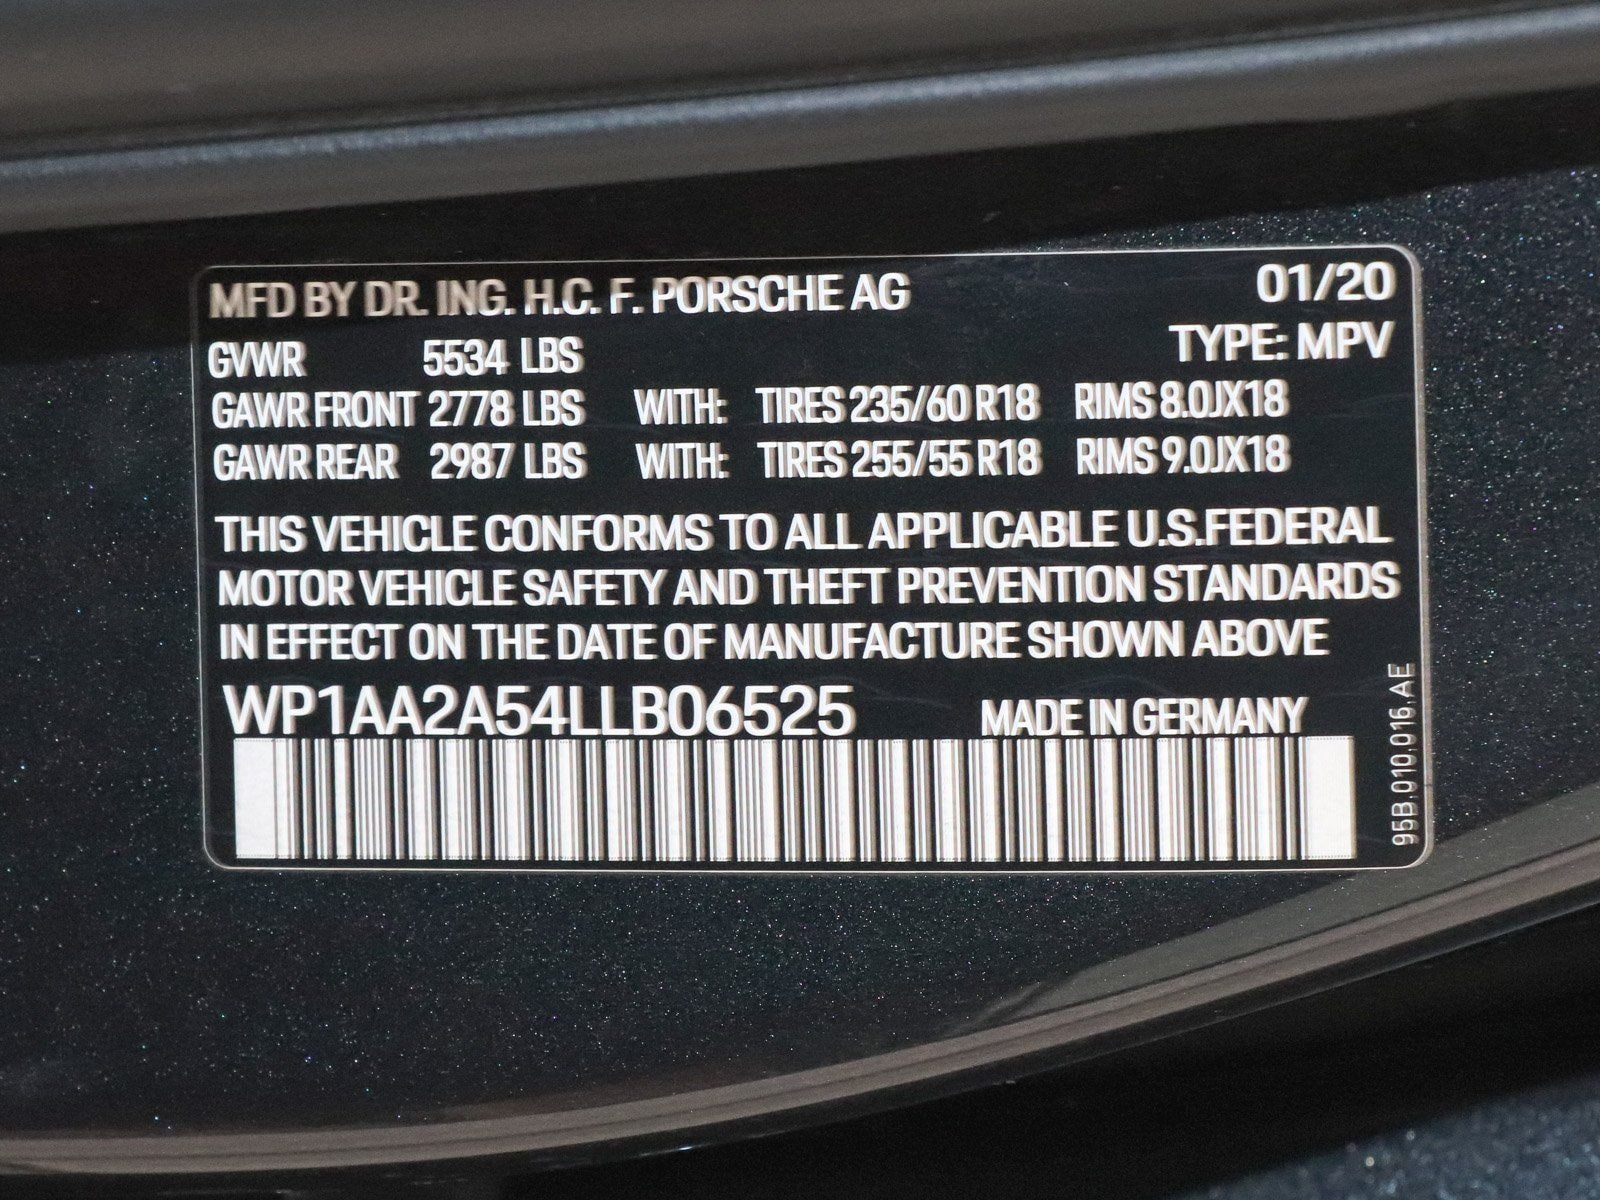 MFD BY DR. ING. H.C. F. PORSCHE AG 01/20
TYPE: MPV
GVWR 5534 LBS
GAWR FRONT 2778 LBS WITH: TIRES 235/60 R18 RIMS 8.0JX18
GAWR REAR 2987 LBS WITH: TIRES 255/55 R18 RIMS 9.0JX18
THIS VEHICLE CONFORMS TO ALL APPLICABLE U.S.FEDERAL
MOTOR VEHICLE SAFETY AND THEFT PREVENTION STANDARDS
IN EFFECT ON THE DATE OF MANUFACTURE SHOWN ABOVE
WP1AA2A54LLB06525 MADE IN GERMANY
95B.010.016.AE